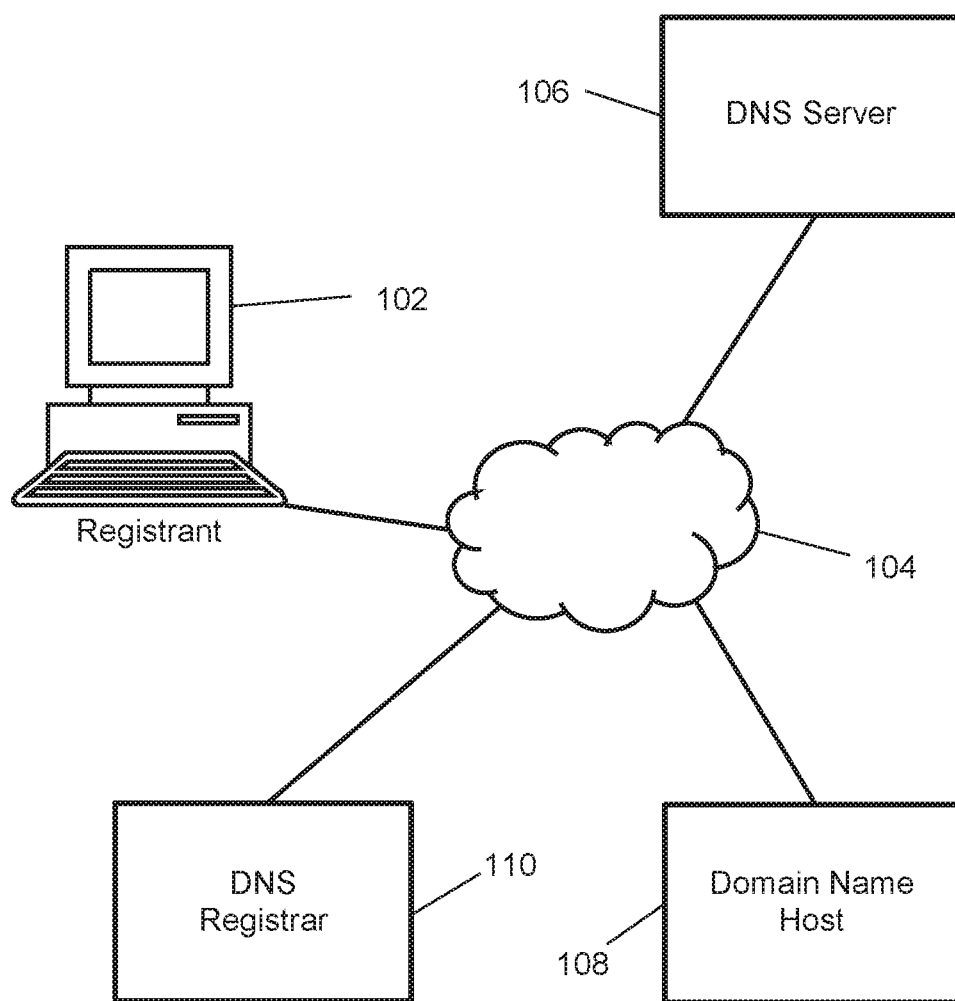 106
DNS Server
102
Registrant
104
DNS
Registrar
110
Domain Name
Host
108